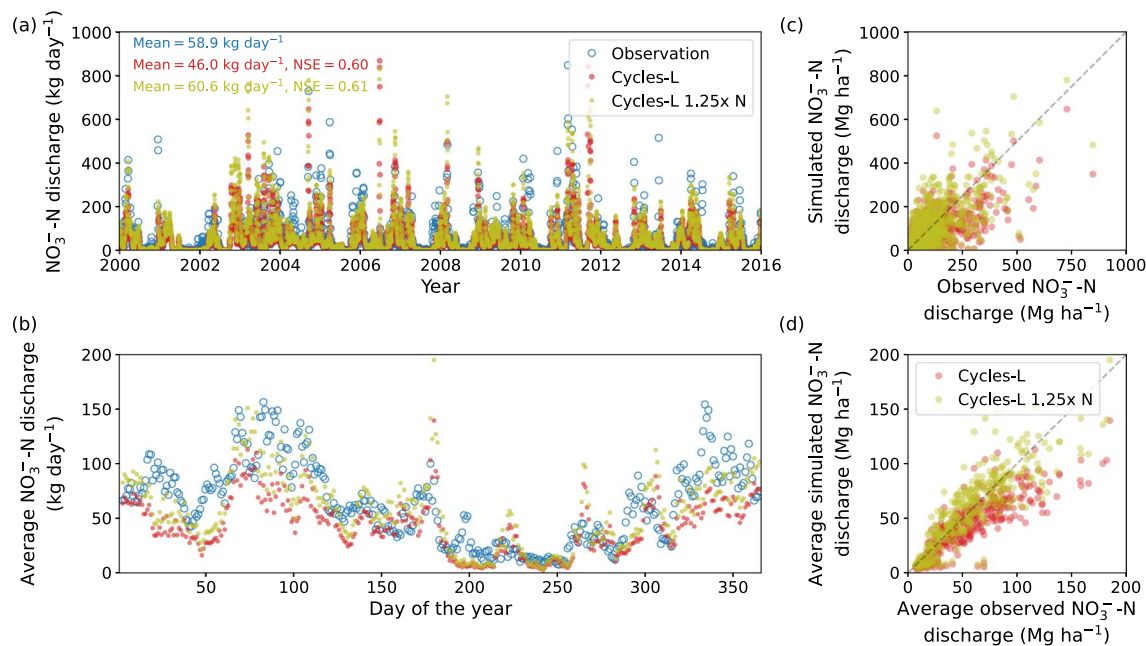 (a)
NO₃⁻-N discharge (kg day⁻¹)
1000
800
600
400
200
0
Mean = 58.9 kg day⁻¹
Mean = 46.0 kg day⁻¹, NSE = 0.60
Mean = 60.6 kg day⁻¹, NSE = 0.61
Observation
Cycles-L
Cycles-L 1.25x N
2000 2002 2004 2006 2008 2010 2012 2014 2016
Year
(c)
Simulated NO₃⁻-N
discharge (Mg ha⁻¹)
1000
800
600
400
200
0
0 250 500 750 1000
Observed NO₃⁻-N
discharge (Mg ha⁻¹)
(b)
Average NO₃⁻-N discharge
(kg day⁻¹)
200
150
100
50
0
50 100 150 200 250 300 350
Day of the year
(d)
Average simulated NO₃⁻-N
discharge (Mg ha⁻¹)
200
150
100
50
0
Cycles-L
Cycles-L 1.25x N
0 50 100 150 200
Average observed NO₃⁻-N
discharge (Mg ha⁻¹)